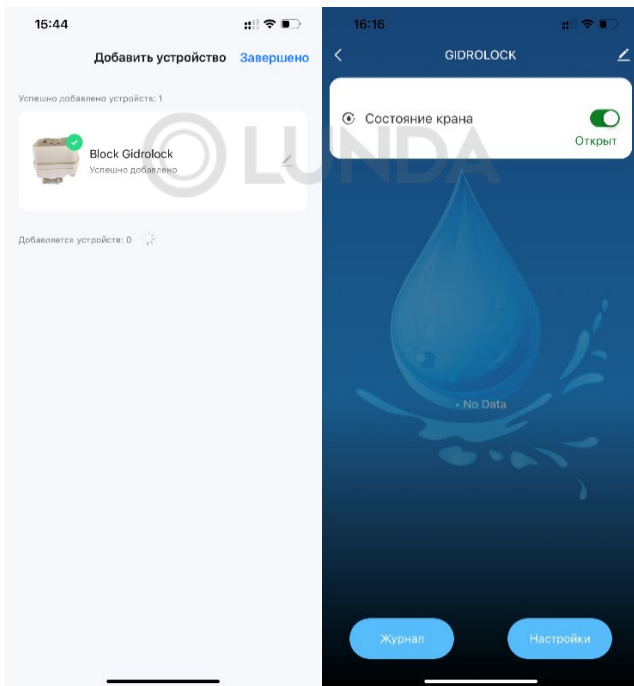 15:44
Добавить устройство Завершено
Успешно добавлено устройств: 1
Block Gidrolock
Успешно добавлено
Добавляется устройств: 0
16:16
GIDROLOCK
Состояние крана
Открыт
No Data
Журнал
Настройки
LUNDA